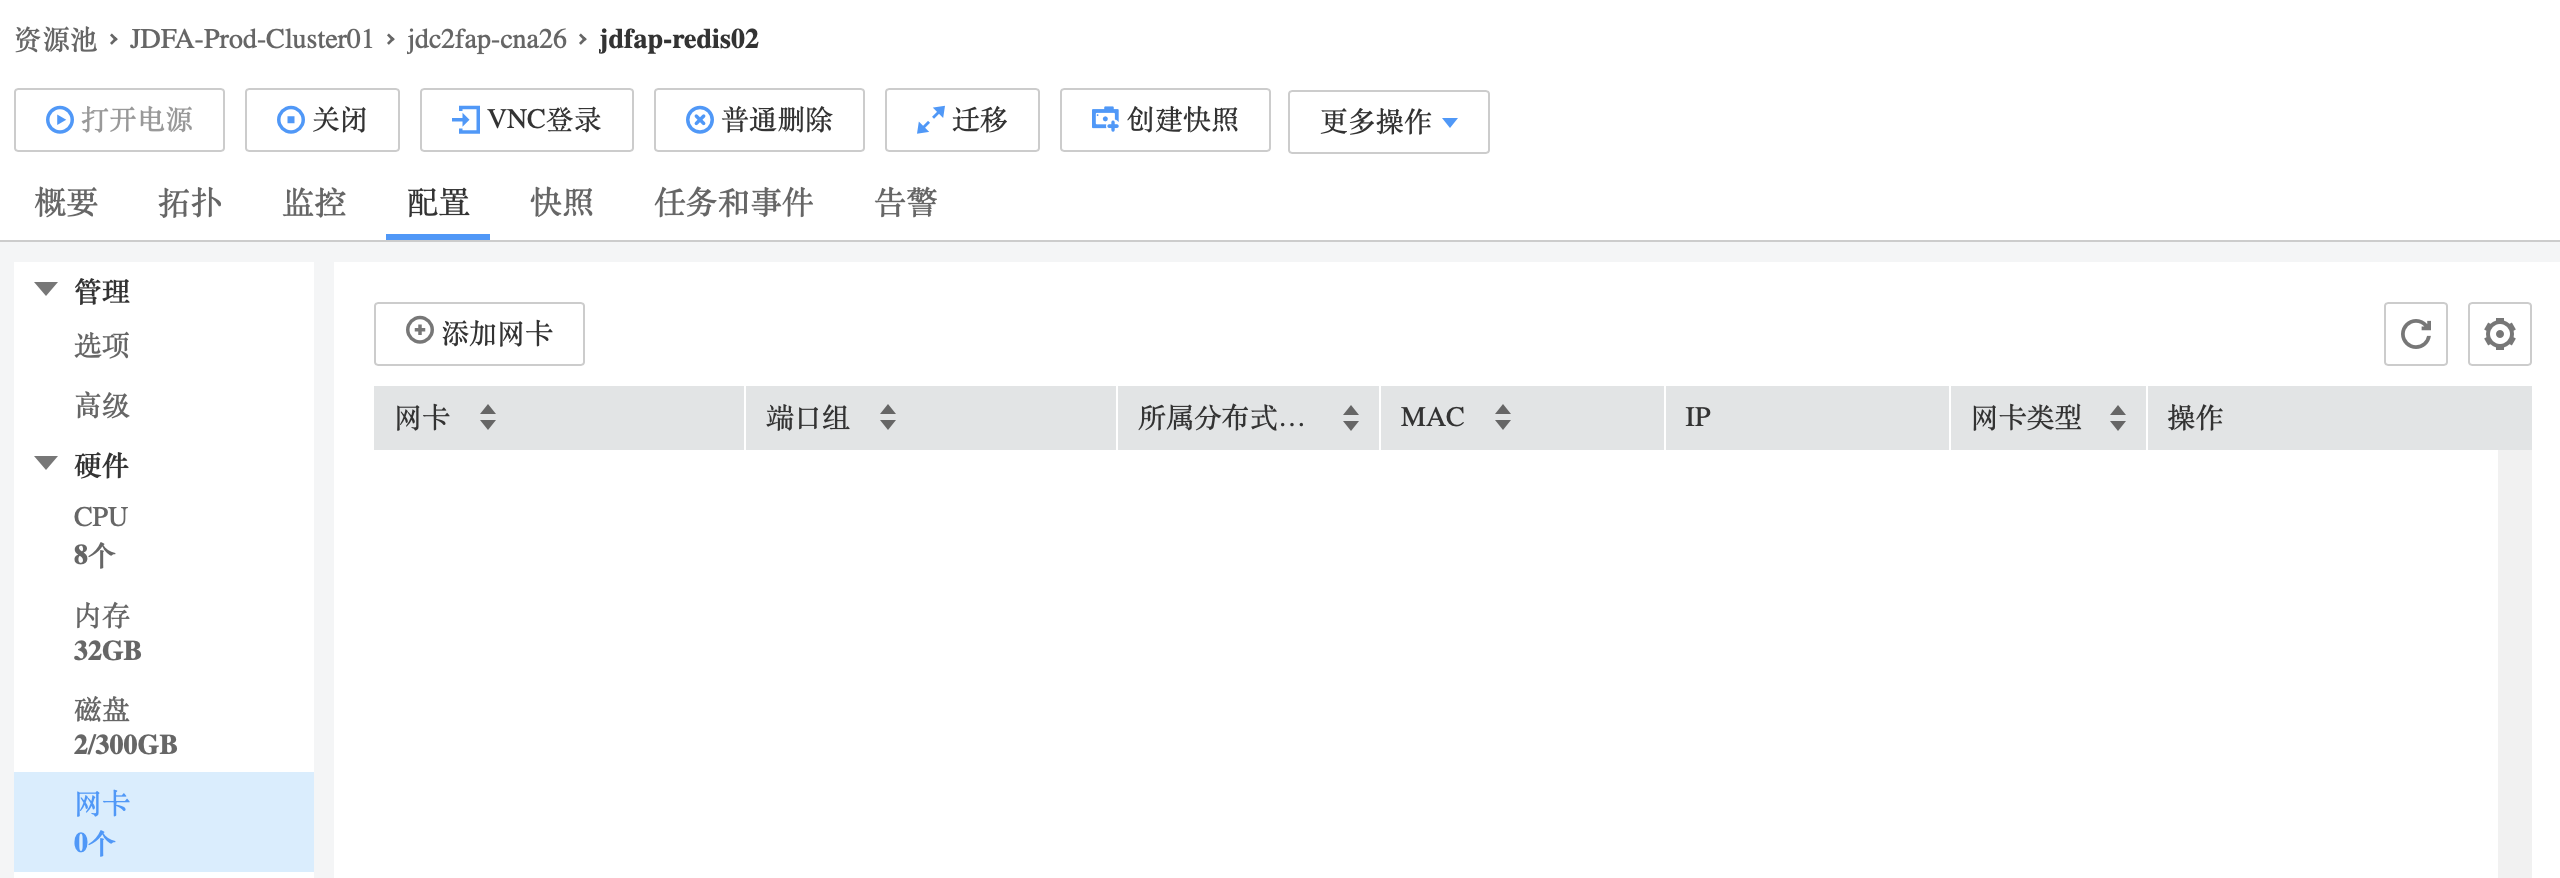 资源池 › JDFA-Prod-Cluster01 › jdc2fap-cna26 › jdfap-redis02
打开电源 关闭 VNC登录 普通删除 迁移 创建快照 更多操作
概要 拓扑 监控 配置 快照 任务和事件 告警
管理
选项
高级
硬件
CPU
8个
内存
32GB
磁盘
2/300GB
网卡
0个
添加网卡
网卡 端口组 所属分布式... MAC IP 网卡类型 操作